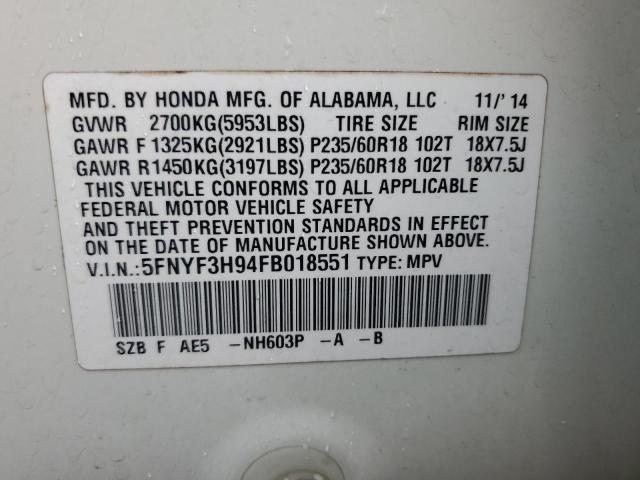 MFD. BY HONDA MFG. OF ALABAMA, LLC 11/' 14
GVWR 2700KG(5953LBS) TIRE SIZE RIM SIZE
GAWR F 1325KG(2921LBS) P235/60R18 102T 18X7.5J
GAWR R1450KG(3197LBS) P235/60R18 102T 18X7.5J
THIS VEHICLE CONFORMS TO ALL APPLICABLE
FEDERAL MOTOR VEHICLE SAFETY
AND THEFT PREVENTION STANDARDS IN EFFECT
ON THE DATE OF MANUFACTURE SHOWN ABOVE.
V.I.N.:5FNYF3H94FB018551 TYPE: MPV
SZB F AE5 -NH603P -A -B